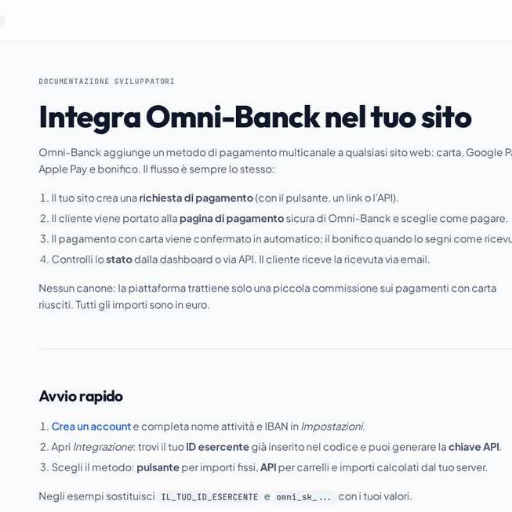 DOCUMENTAZIONE SVILUPPATORI
Integra Omni-Banck nel tuo sito
Omni-Banck aggiunge un metodo di pagamento multicanale a qualsiasi sito web: carta, Google
Apple Pay e bonifico. Il flusso è sempre lo stesso:
1. Il tuo sito crea una richiesta di pagamento (con il pulsante, un link o l'API).
2. Il cliente viene portato alla pagina di pagamento sicura di Omni-Banck e sceglie come pagare.
3. Il pagamento con carta viene confermato in automatico; il bonifico quando lo segni come
4. Controlli lo stato dalla dashboard o via API. Il cliente riceve la ricevuta via email.
Nessun canone: la piattaforma trattiene solo una piccola commissione sui pagamenti con carta
riusciti. Tutti gli importi sono in euro.
Avvio rapido
1. Crea un account e completa nome attività e IBAN in Impostazioni.
2. Apri Integrazione: trovi il tuo ID esercente già inserito nel codice e puoi generare la chiave API.
3. Scegli il metodo: pulsante per importi fissi, API per carrelli e importi calcolati dal tuo server.
Negli esempi sostituisci IL_TUO_ID_ESERCENTE e omni_sk_... con i tuoi valori.